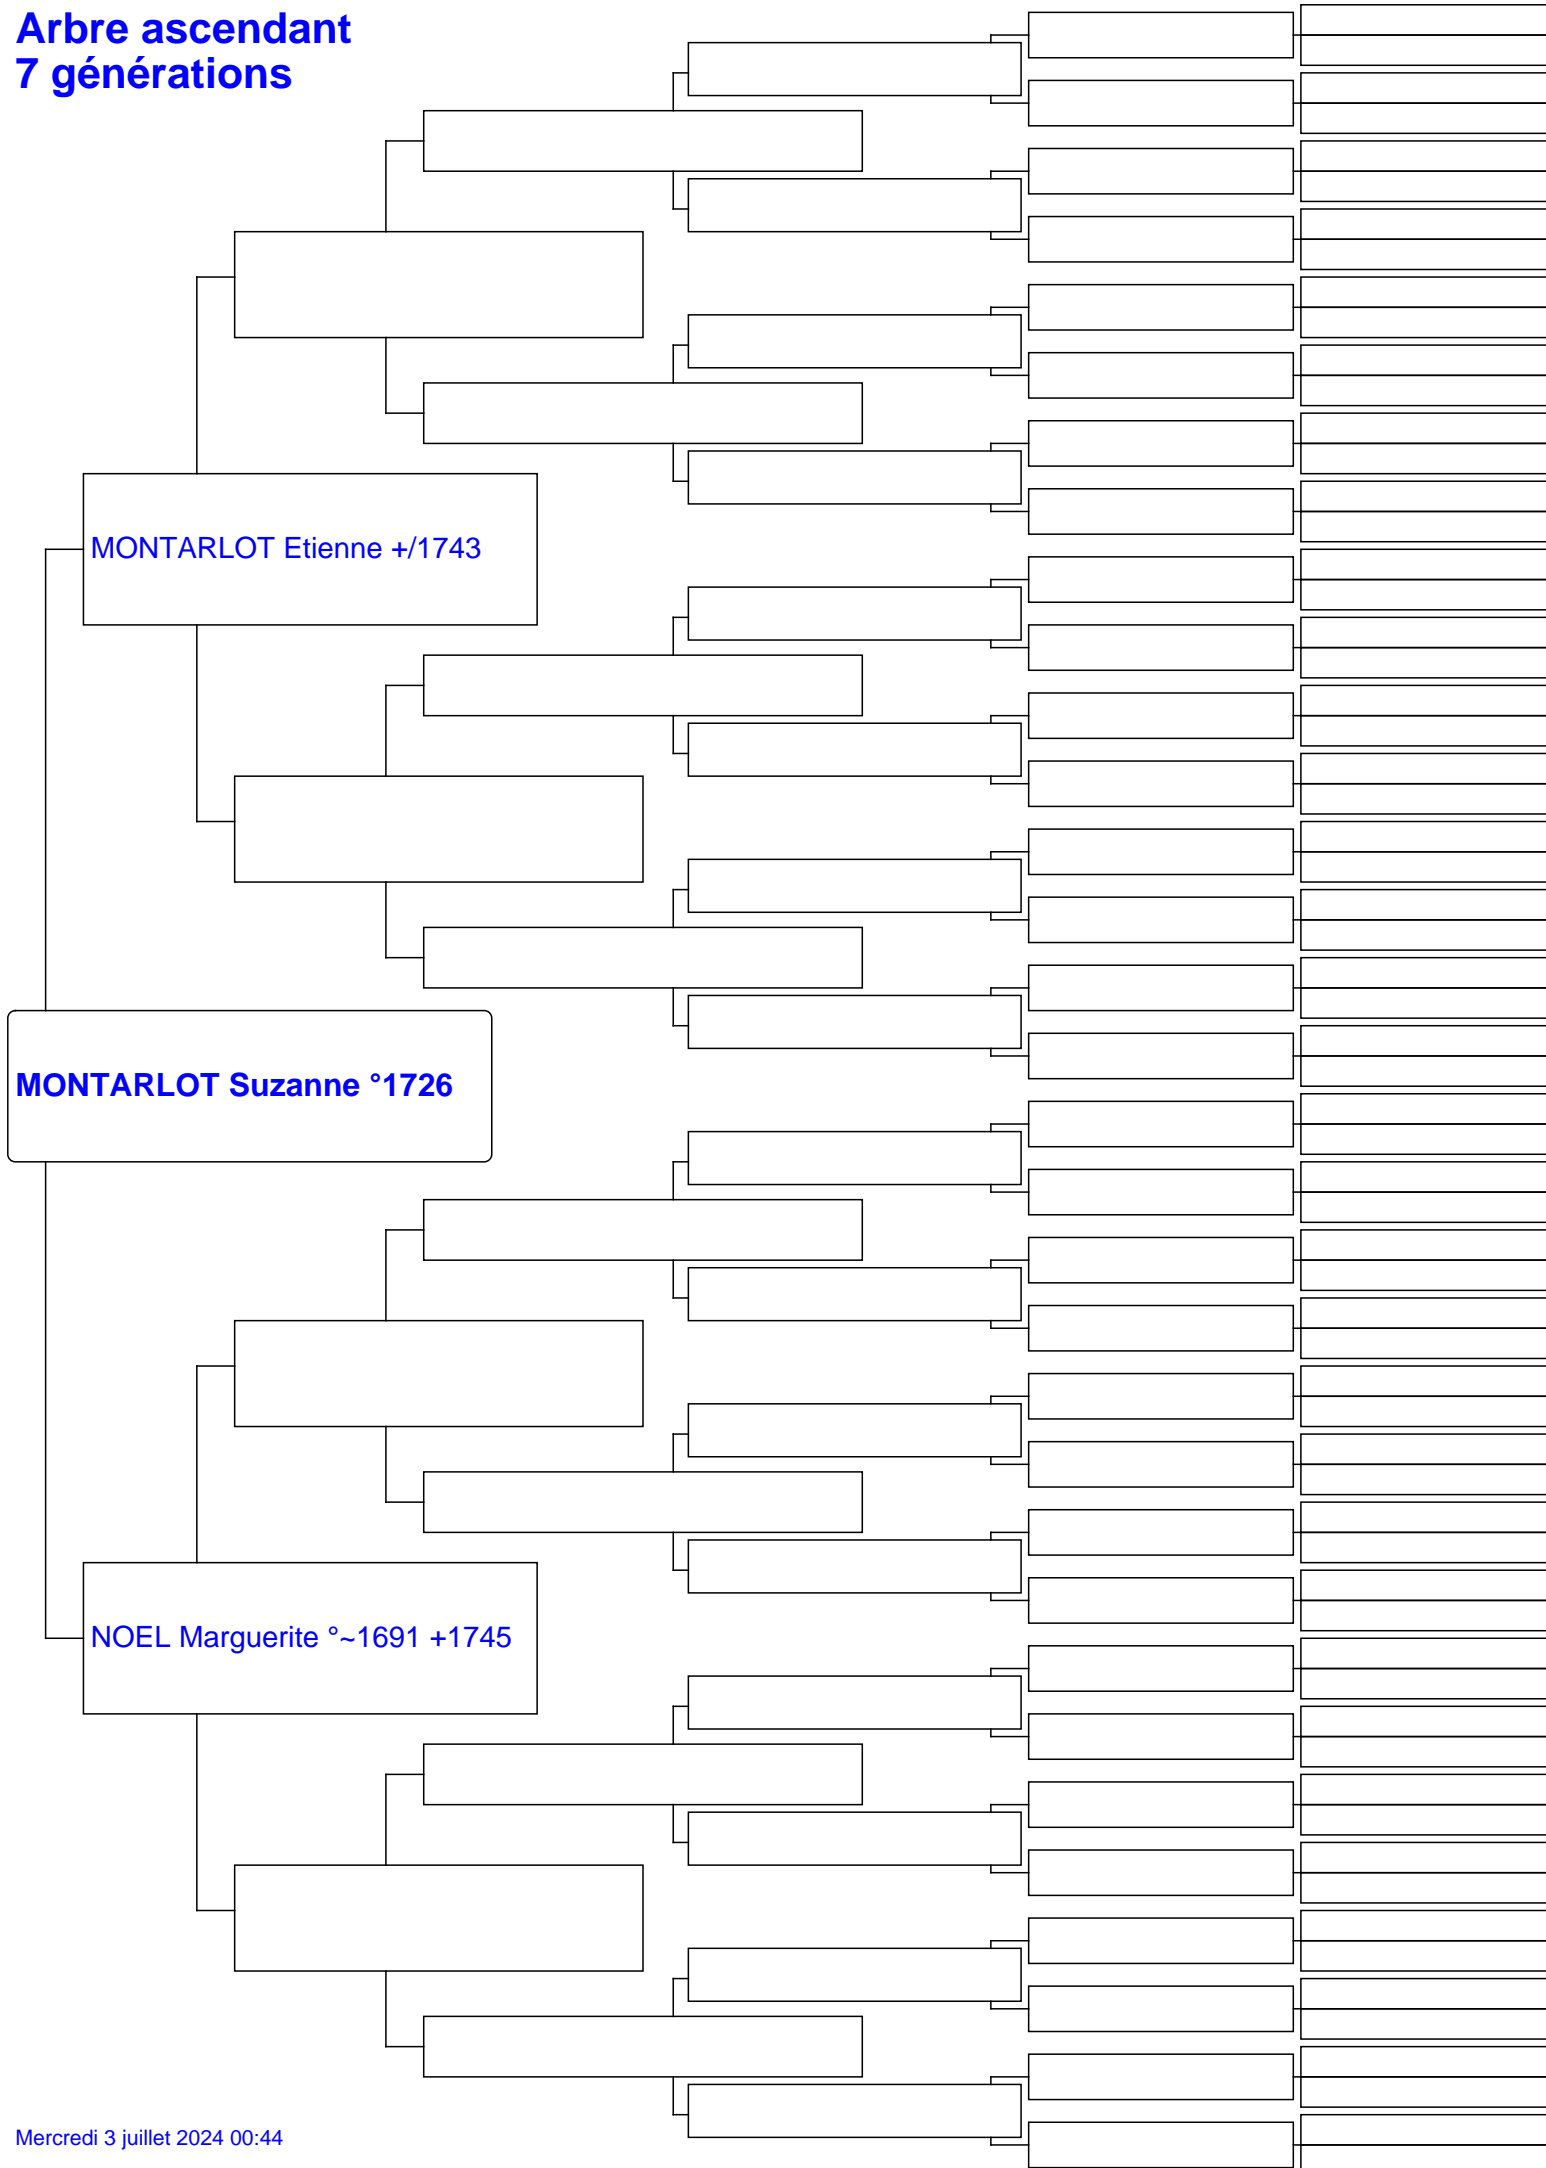 Arbre ascendant
7 générations
MONTARLOT Etienne +/1743
MONTARLOT Suzanne °1726
NOEL Marguerite °~1691 +1745
Mercredi 3 juillet 2024 00:44